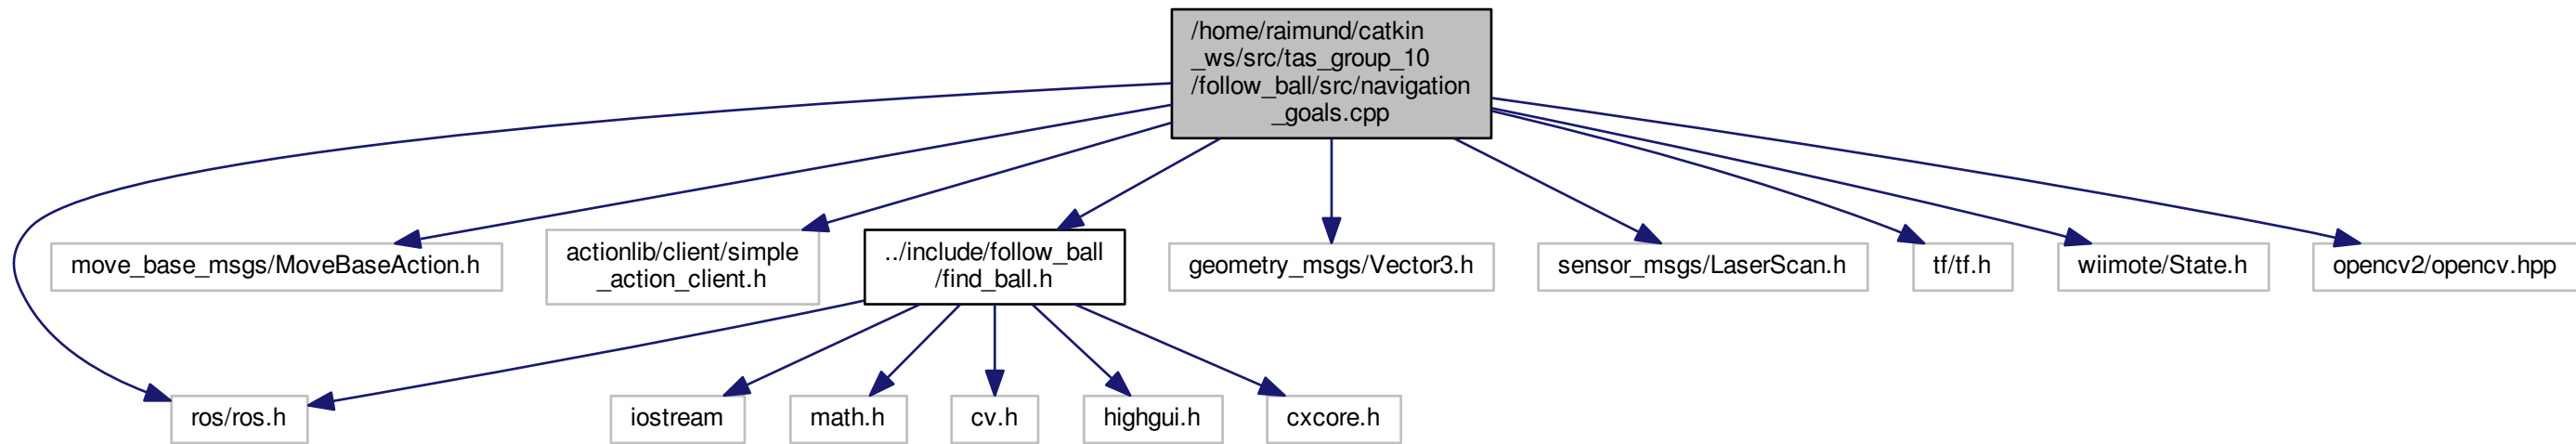 /home/raimund/catkin
_ws/src/tas_group_10
/follow_ball/src/navigation
_goals.cpp
move_base_msgs/MoveBaseAction.h
actionlib/client/simple
_action_client.h
../include/follow_ball
/find_ball.h
geometry_msgs/Vector3.h
sensor_msgs/LaserScan.h
tf/tf.h
wiimote/State.h
opencv2/opencv.hpp
ros/ros.h
iostream
math.h
cv.h
highgui.h
cxcore.h